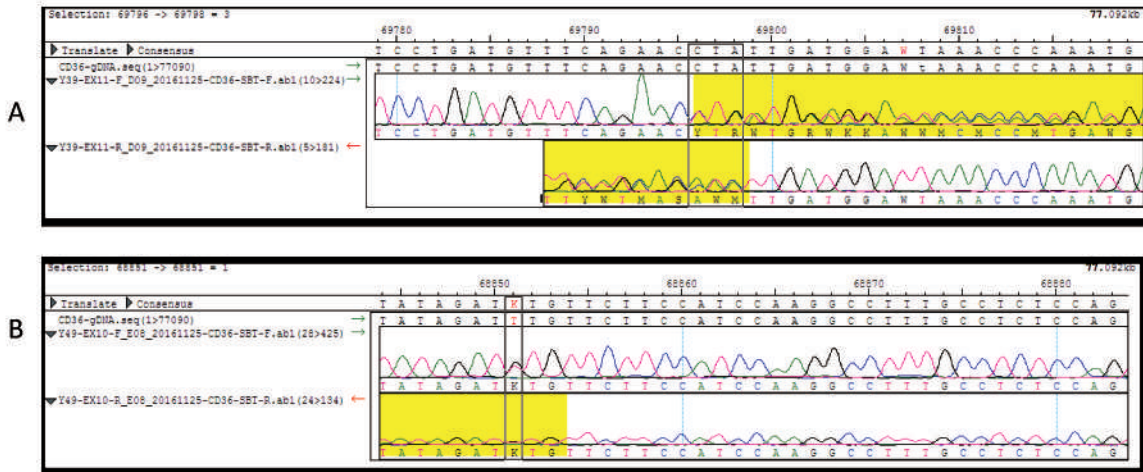 Selection: 69796 -> 69798 = 3 77.092kb
69780 69790 69800 69810
Translate Consensus T C C T G A T G T T T C A G A A C C T A T T G A T G G A W T A A A C C C A A A T G
CD36-gDNA.seq(1>77090) → T C C T G A T G T T T C A G A A C C T A T T G A T G G A W t A A A C C C A A A T G
Y39-EX11-F_D09_20161125-CD36-SBT-F.ab1(10>224) →
A
T C C T G A T G T T T C A G A A C Y T R W T G R W K K A W W M C M C C M T G A W G
Y39-EX11-R_D09_20161125-CD36-SBT-R.ab1(5>181) ←
T T Y W T M A S A W M T T G A T G G A W T A A A C C C A A A T G
Selection: 68851 -> 68851 = 1 77.092kb
68850 68860 68870 68880
Translate Consensus T A T A G A T K T G T T C T T C C A T C C A A G G C C T T T G C C T C T C C A G
CD36-gDNA.seq(1>77090) → T A T A G A T T T G T T C T T C C A T C C A A G G C C T T T G C C T C T C C A G
Y49-EX10-F_E08_20161125-CD36-SBT-F.ab1(28>425) →
B
T A T A G A T K T G T T C T T C C A T C C A A G G C C T T T G C C T C T C C A G
Y49-EX10-R_E08_20161125-CD36-SBT-R.ab1(24>134) ←
T A T A G A T K T G T T C T T C C A T C C A A G G C C T T T G C C T C T C C A G